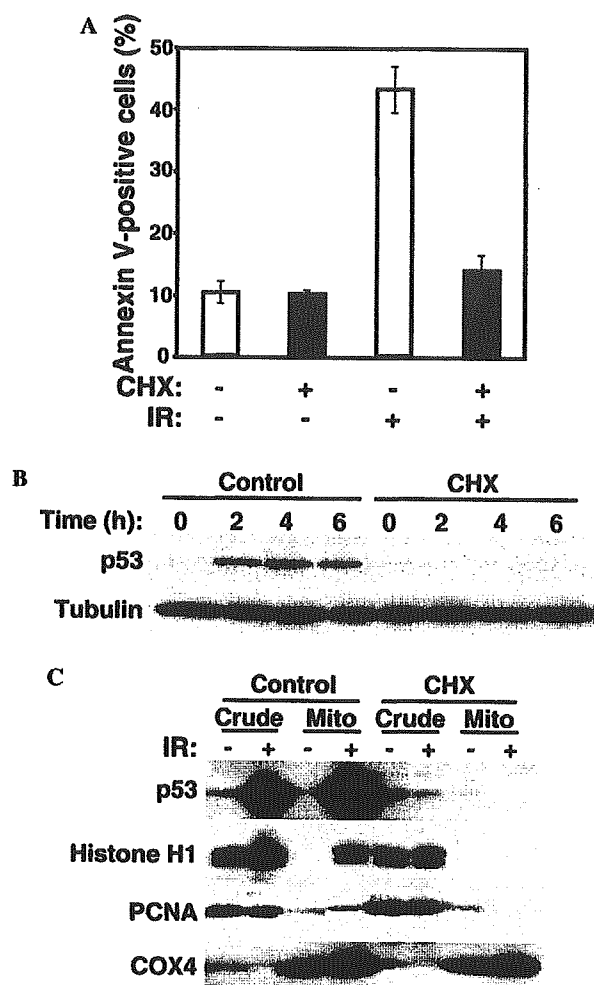 A
Annexin V-positive cells (%)
50
40
30
20
10
0
CHX: - + - +
IR: - - + +
B
Control CHX
Time (h): 0 2 4 6 0 2 4 6
p53
Tubulin
C
Control CHX
Crude Mito Crude Mito
IR: - + - + - + - +
p53
Histone H1
PCNA
COX4